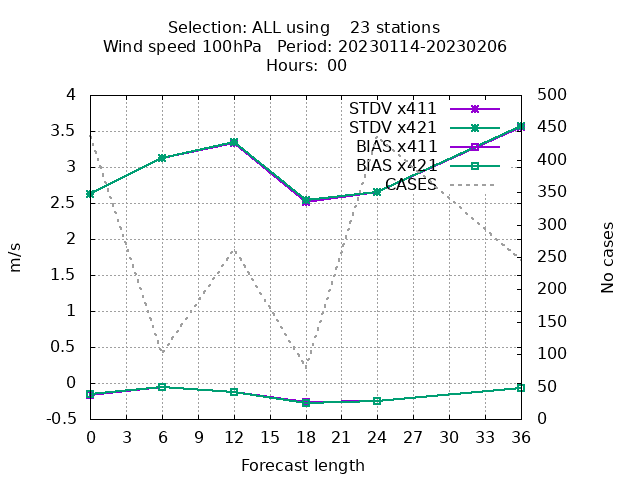 Selection: ALL using    23 stations
Wind speed 100hPa   Period: 20230114-20230206
Hours:  00
STDV x411
STDV x421
BIAS x411
BIAS x421
CASES
4
3.5
3
2.5
2
1.5
1
0.5
0
-0.5
m/s
500
450
400
350
300
250
200
150
100
50
0
No cases
0 3 6 9 12 15 18 21 24 27 30 33 36
Forecast length